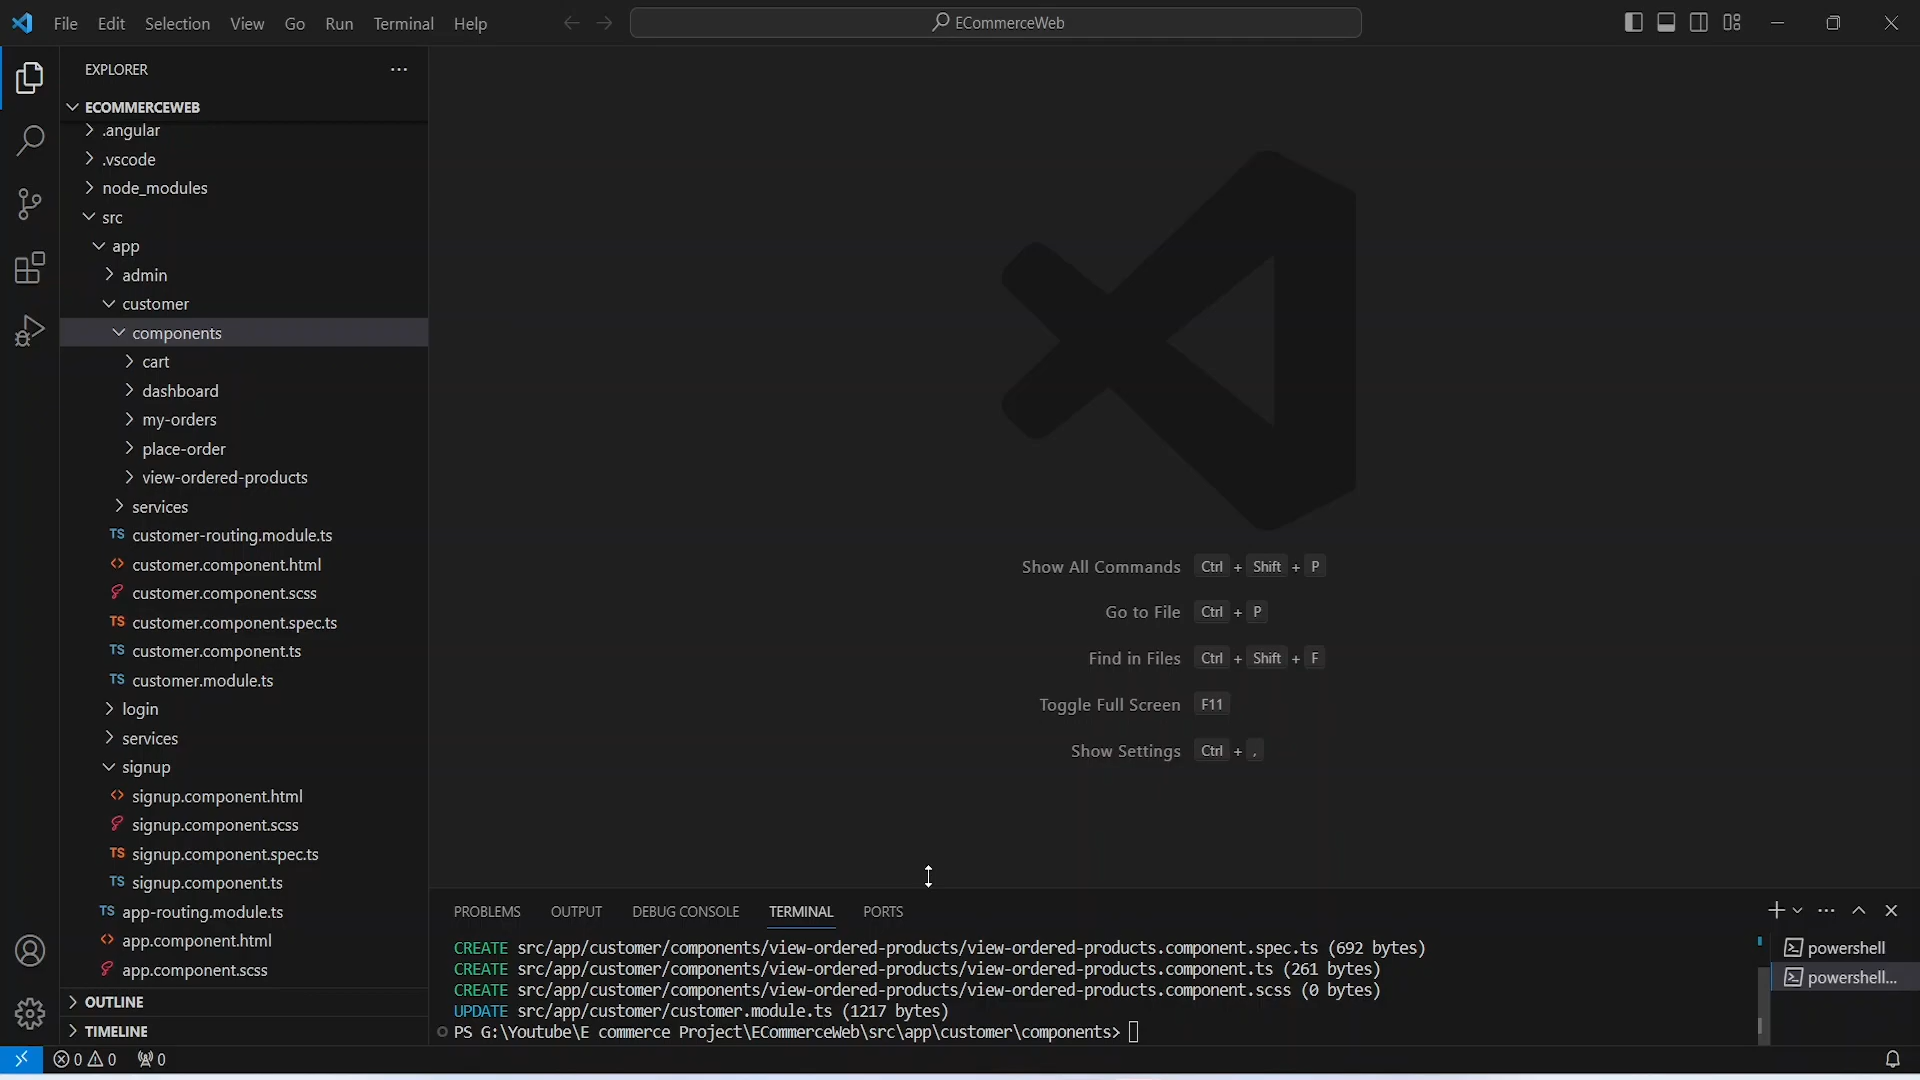 File Edit Selection View Go Run Terminal Help
ECommerceWeb
EXPLORER
ECOMMERCEWEB
.angular
.vscode
node_modules
src
app
admin
customer
components
cart
dashboard
my-orders
place-order
view-ordered-products
services
TS customer-routing.module.ts
<> customer.component.html
customer.component.scss
TS customer.component.spec.ts
TS customer.component.ts
TS customer.module.ts
login
services
signup
<> signup.component.html
signup.component.scss
TS signup.component.spec.ts
TS signup.component.ts
TS app-routing.module.ts
<> app.component.html
app.component.scss
OUTLINE
TIMELINE
Show All Commands Ctrl + Shift + P
Go to File Ctrl + P
Find in Files Ctrl + Shift + F
Toggle Full Screen F11
Show Settings Ctrl + ,
PROBLEMS OUTPUT DEBUG CONSOLE TERMINAL PORTS
CREATE src/app/customer/components/view-ordered-products/view-ordered-products.component.spec.ts (692 bytes)
CREATE src/app/customer/components/view-ordered-products/view-ordered-products.component.ts (261 bytes)
CREATE src/app/customer/components/view-ordered-products/view-ordered-products.component.scss (0 bytes)
UPDATE src/app/customer/customer.module.ts (1217 bytes)
PS G:\Youtube\E commerce Project\ECommerceWeb\src\app\customer\components>
powershell
powershell...
0 0 0